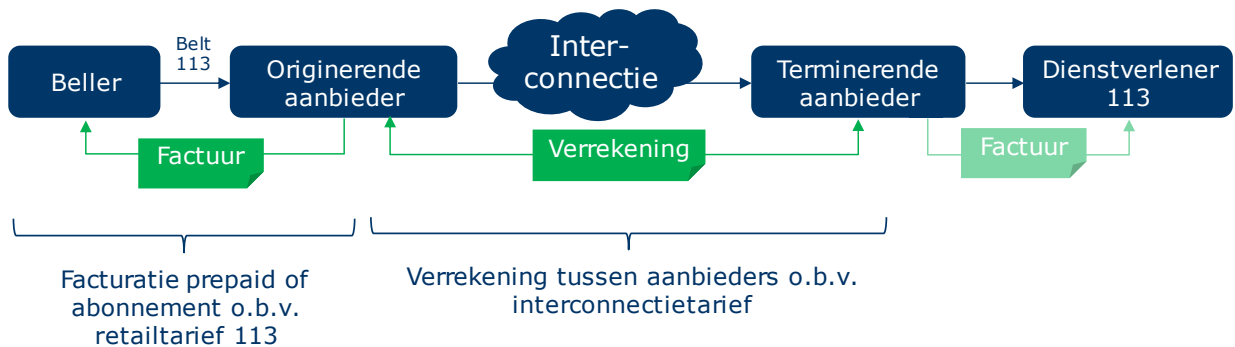 Beller
Belt
113
Originerende
aanbieder
Inter-
connectie
Terminerende
aanbieder
Dienstverlener
113
Factuur
Verrekening
Factuur
Facturatie prepaid of
abonnement o.b.v.
retailtarief 113
Verrekening tussen aanbieders o.b.v.
interconnectietarief